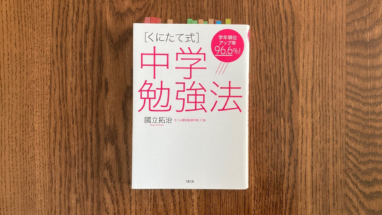 [くにたて式]
学年順位
アップ率
96.6%!
中学
勉強法
國立拓治